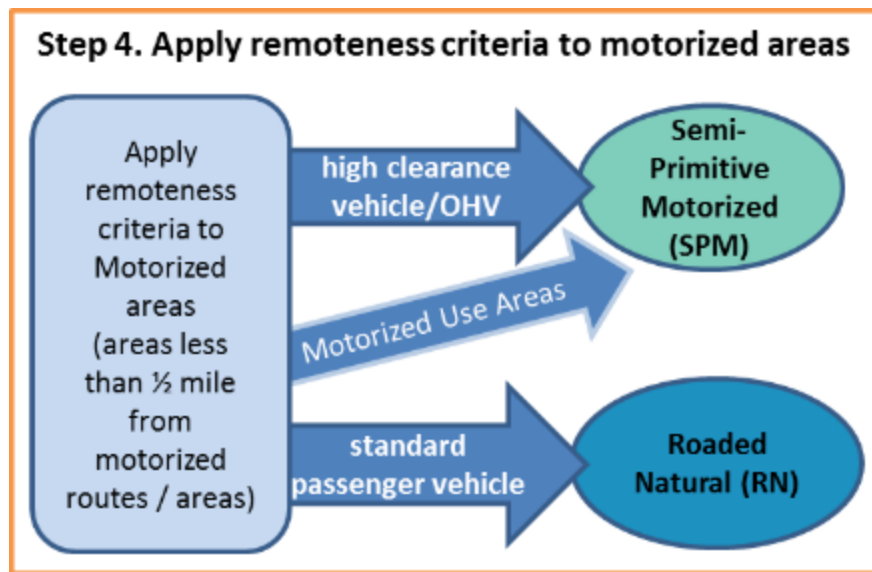 Step 4. Apply remoteness criteria to motorized areas
Apply
remoteness
criteria to
Motorized
areas
(areas less
than ½ mile
from
motorized
routes / areas)
high clearance
vehicle/OHV
Semi-
Primitive
Motorized
(SPM)
Motorized Use Areas
standard
passenger vehicle
Roaded
Natural (RN)